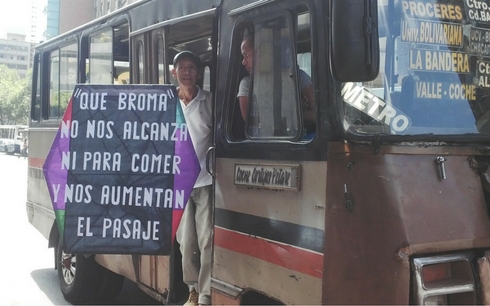 "QUE BROMA"
NO NOS ALCANZA
NI PARA COMER
Y NOS AUMENTAN
EL PASAJE
PROCERES
UNIV. BOLIVARIANA
LA BANDERA
VALLE - COCHE
METRO